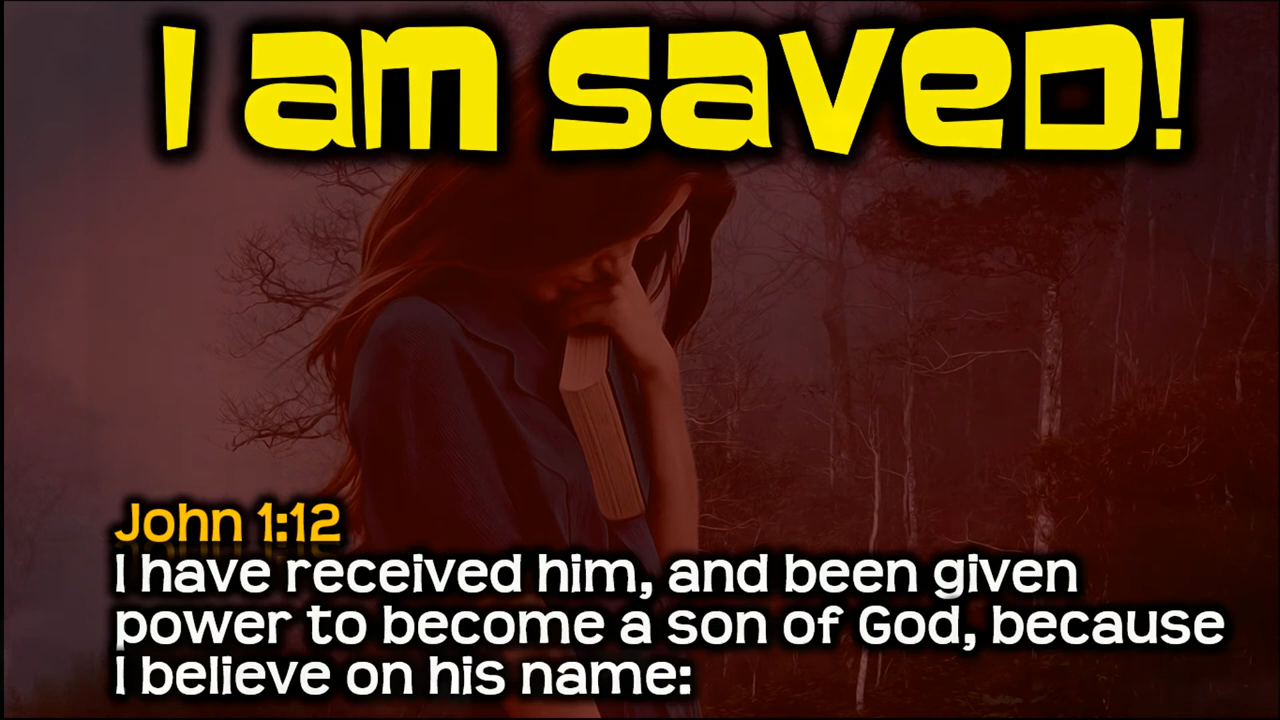 I am saved!
John 1:12
I have received him, and been given
power to become a son of God, because
I believe on his name: